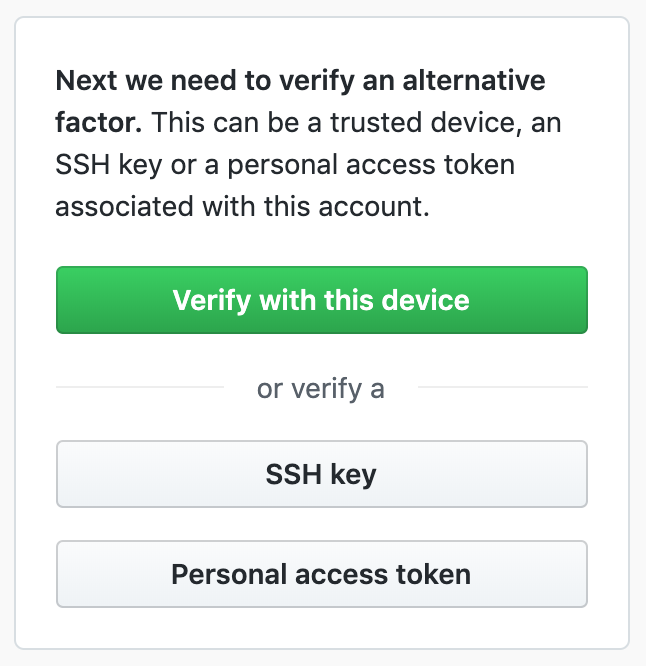 Next we need to verify an alternative
factor. This can be a trusted device, an
SSH key or a personal access token
associated with this account.
Verify with this device
or verify a
SSH key
Personal access token